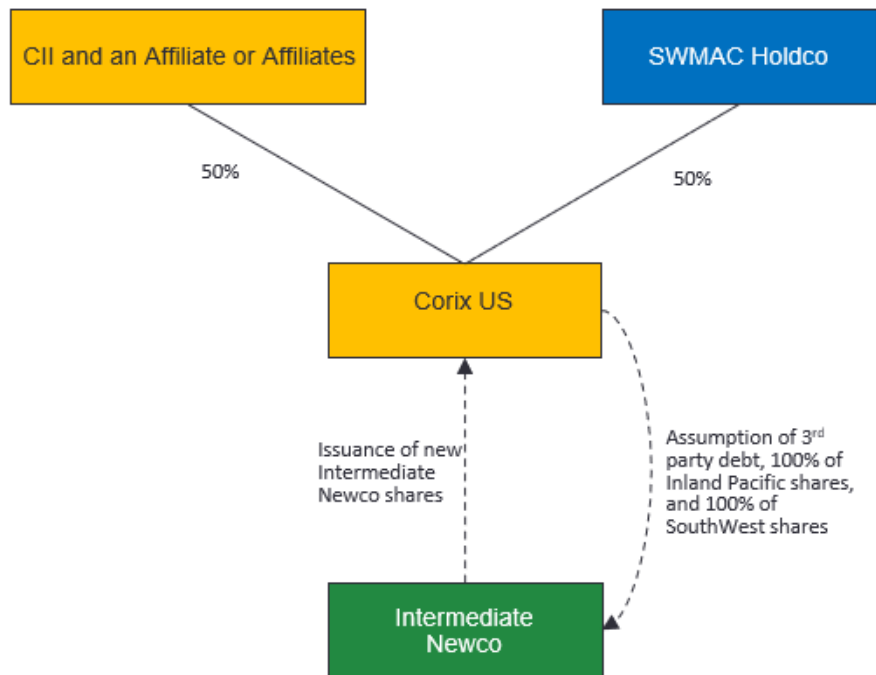 CII and an Affiliate or Affiliates
SWMAC Holdco
50%
50%
Corix US
Issuance of new
Intermediate
Newco shares
Assumption of 3rd
party debt, 100% of
Inland Pacific shares,
and 100% of
SouthWest shares
Intermediate
Newco